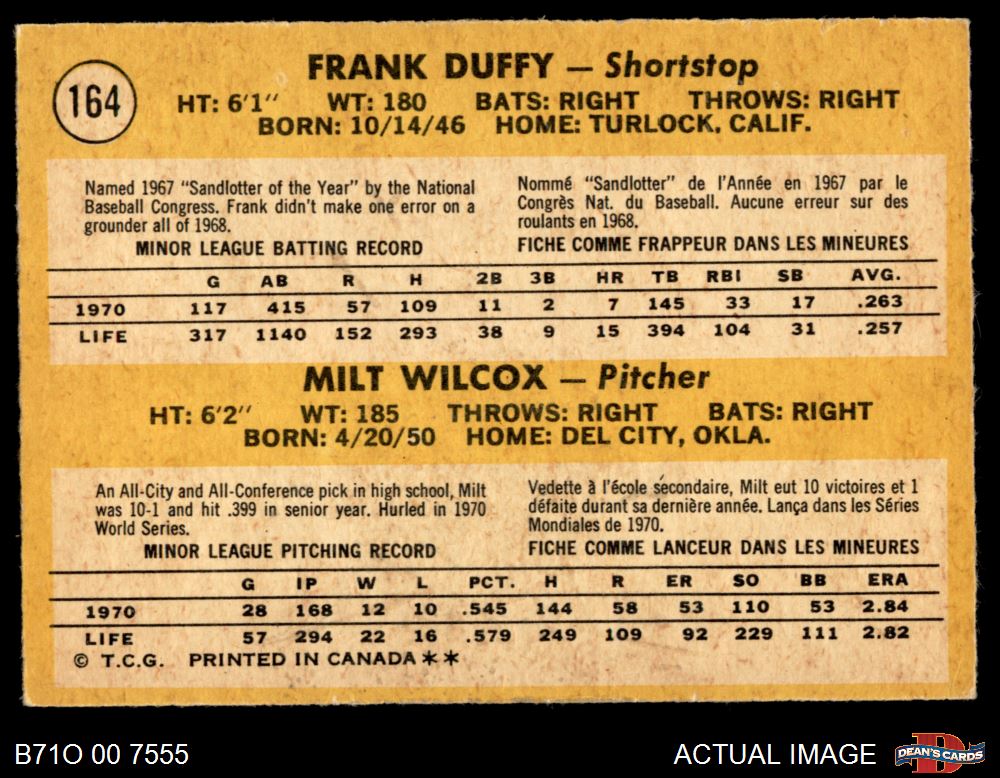 164
FRANK DUFFY — Shortstop
HT: 6'1" WT: 180 BATS: RIGHT THROWS: RIGHT
BORN: 10/14/46 HOME: TURLOCK, CALIF.
Named 1967 "Sandlotter of the Year" by the National
Baseball Congress. Frank didn't make one error on a
grounder all of 1968.
MINOR LEAGUE BATTING RECORD
Nommé "Sandlotter" de l'Année en 1967 par le
Congrès Nat. du Baseball. Aucune erreur sur des
roulants en 1968.
FICHE COMME FRAPPEUR DANS LES MINEURES
G AB R H 2B 3B HR TB RBI SB AVG.
1970 117 415 57 109 11 2 7 145 33 17 .263
LIFE 317 1140 152 293 38 9 15 394 104 31 .257
MILT WILCOX — Pitcher
HT: 6'2" WT: 185 THROWS: RIGHT BATS: RIGHT
BORN: 4/20/50 HOME: DEL CITY, OKLA.
An All-City and All-Conference pick in high school, Milt
was 10-1 and hit .399 in senior year. Hurled in 1970
World Series.
MINOR LEAGUE PITCHING RECORD
Vedette à l'école sécondaire, Milt eut 10 victoires et 1
défaite durant sa dernière année. Lança dans les Séries
Mondiales de 1970.
FICHE COMME LANCEUR DANS LES MINEURES
G IP W L PCT. H R ER SO BB ERA
1970 28 168 12 10 .545 144 58 53 110 53 2.84
LIFE 57 294 22 16 .579 249 109 92 229 111 2.82
© T.C.G. PRINTED IN CANADA **
B71O 00 7555
ACTUAL IMAGE
DEAN'S CARDS